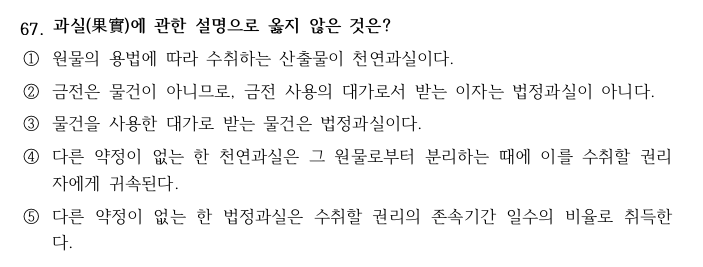 67. 과실(果實)에 관한 설명으로 옳지 않은 것은?
① 원물의 용법에 따라 수취하는 산출물이 천연과실이다.
② 금전은 물건이 아니므로, 금전 사용의 대가로서 받는 이자는 법정과실이 아니다.
③ 물건을 사용한 대가로 받는 물건은 법정과실이다.
④ 다른 약정이 없는 한 천연과실은 그 원물로부터 분리하는 때에 이를 수취할 권리
자에게 귀속된다.
⑤ 다른 약정이 없는 한 법정과실은 수취할 권리의 존속기간 일수의 비율로 취득한
다.